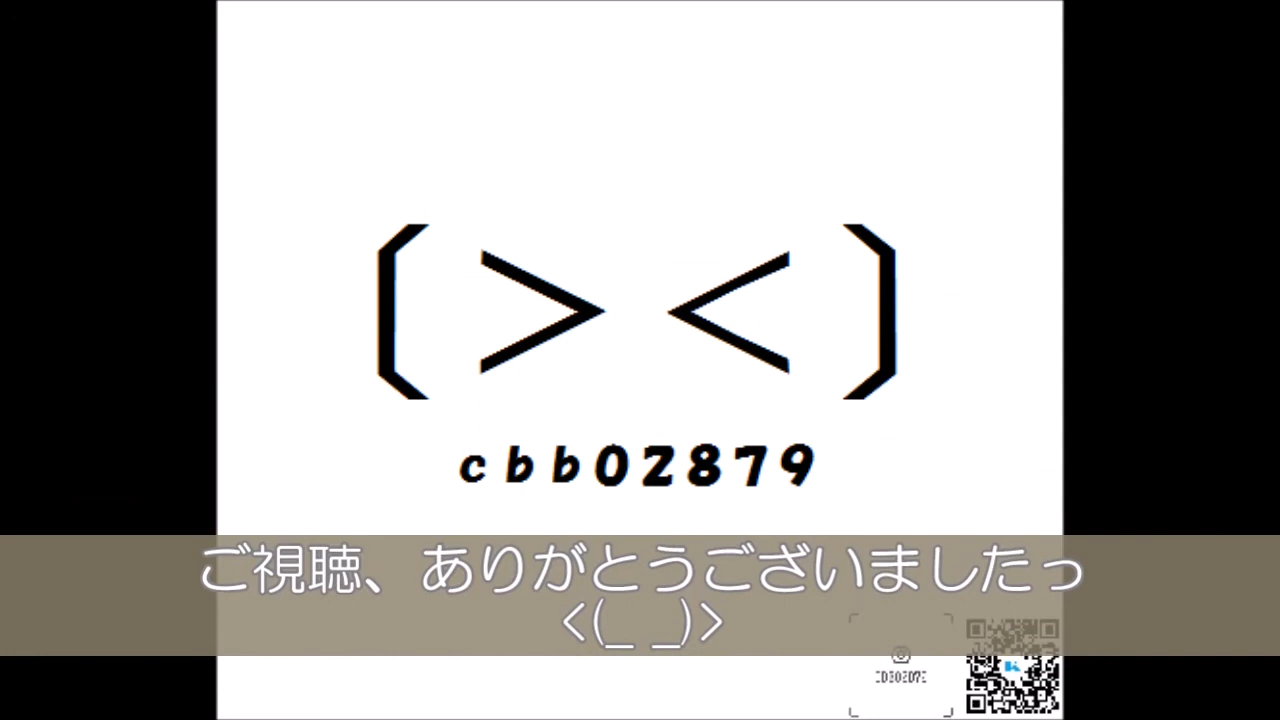 ( > < )
cbb02879
ご視聴、ありがとうございましたっ
<(_ _)>